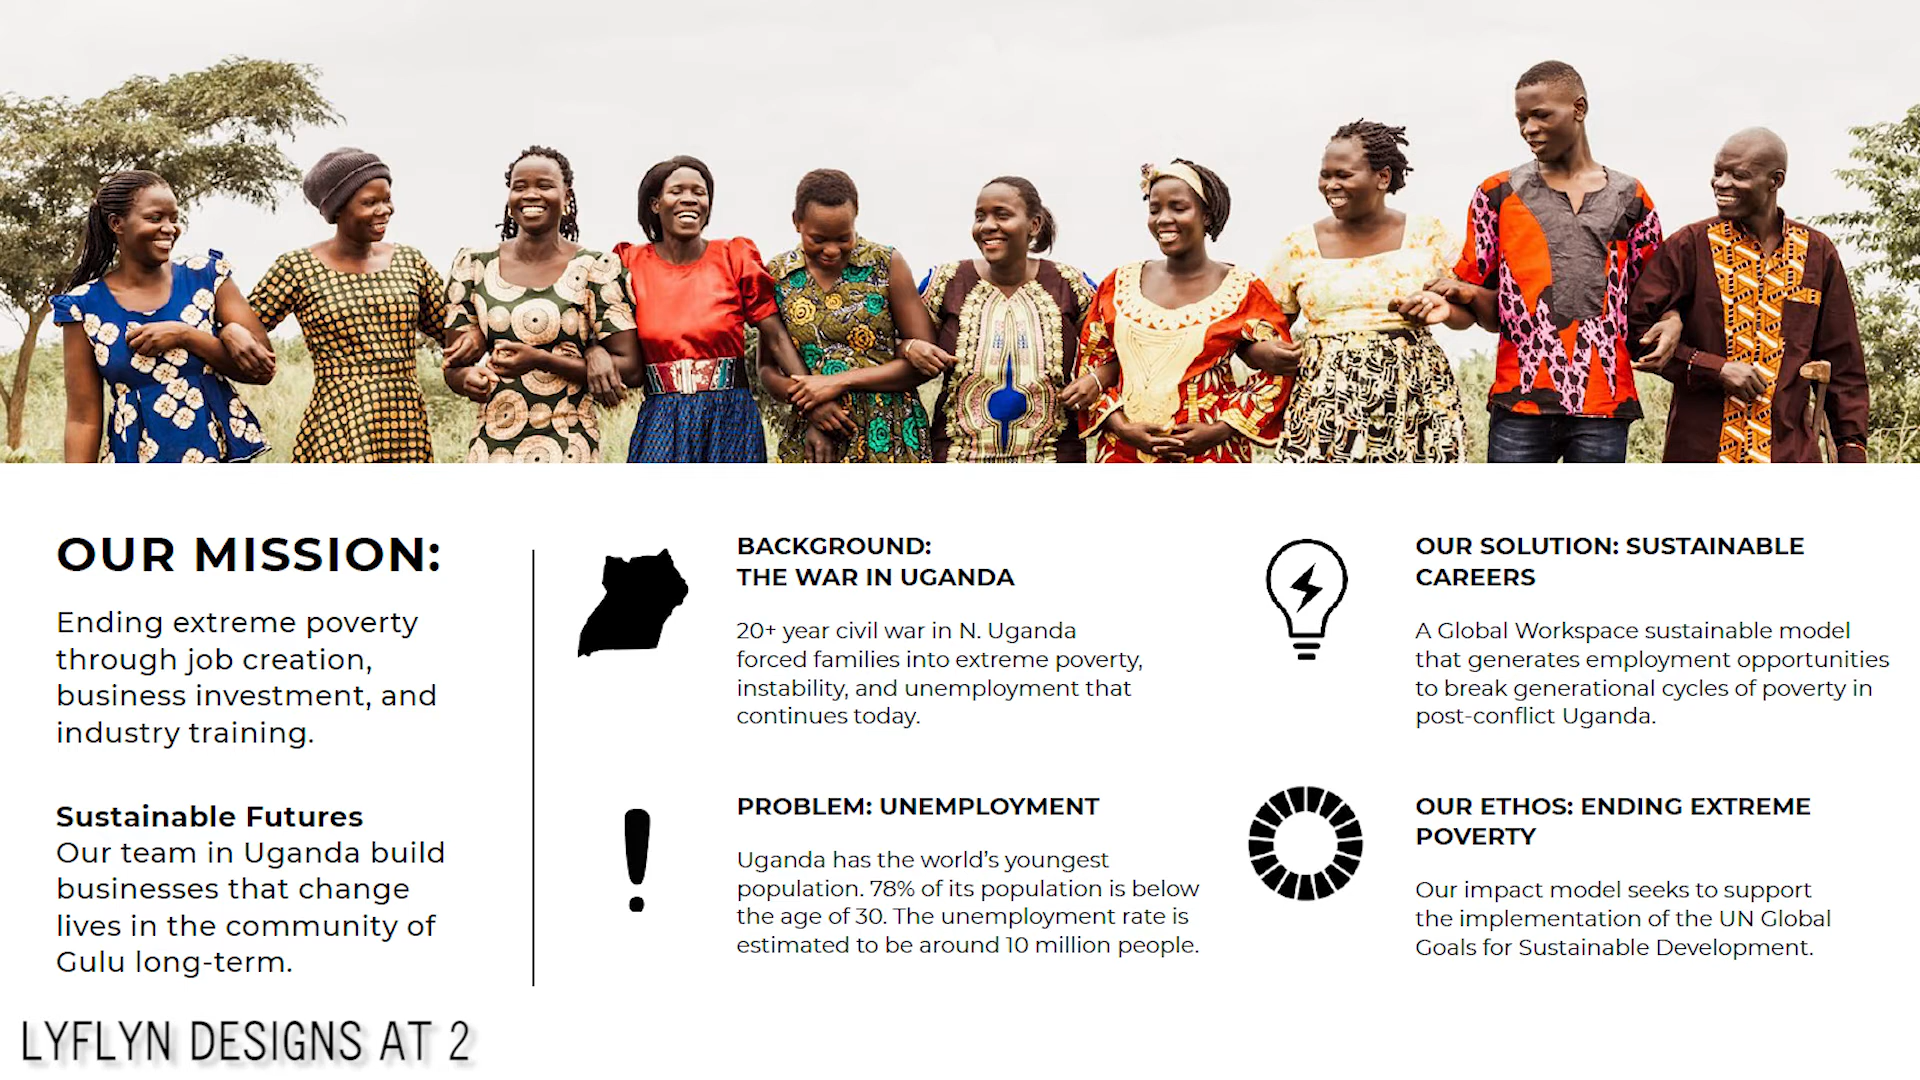 OUR MISSION:
Ending extreme poverty
through job creation,
business investment, and
industry training.
Sustainable Futures
Our team in Uganda build
businesses that change
lives in the community of
Gulu long-term.
BACKGROUND:
THE WAR IN UGANDA
20+ year civil war in N. Uganda
forced families into extreme poverty,
instability, and unemployment that
continues today.
PROBLEM: UNEMPLOYMENT
Uganda has the world’s youngest
population. 78% of its population is below
the age of 30. The unemployment rate is
estimated to be around 10 million people.
OUR SOLUTION: SUSTAINABLE
CAREERS
A Global Workspace sustainable model
that generates employment opportunities
to break generational cycles of poverty in
post-conflict Uganda.
OUR ETHOS: ENDING EXTREME
POVERTY
Our impact model seeks to support
the implementation of the UN Global
Goals for Sustainable Development.
LYFLYN DESIGNS AT 2